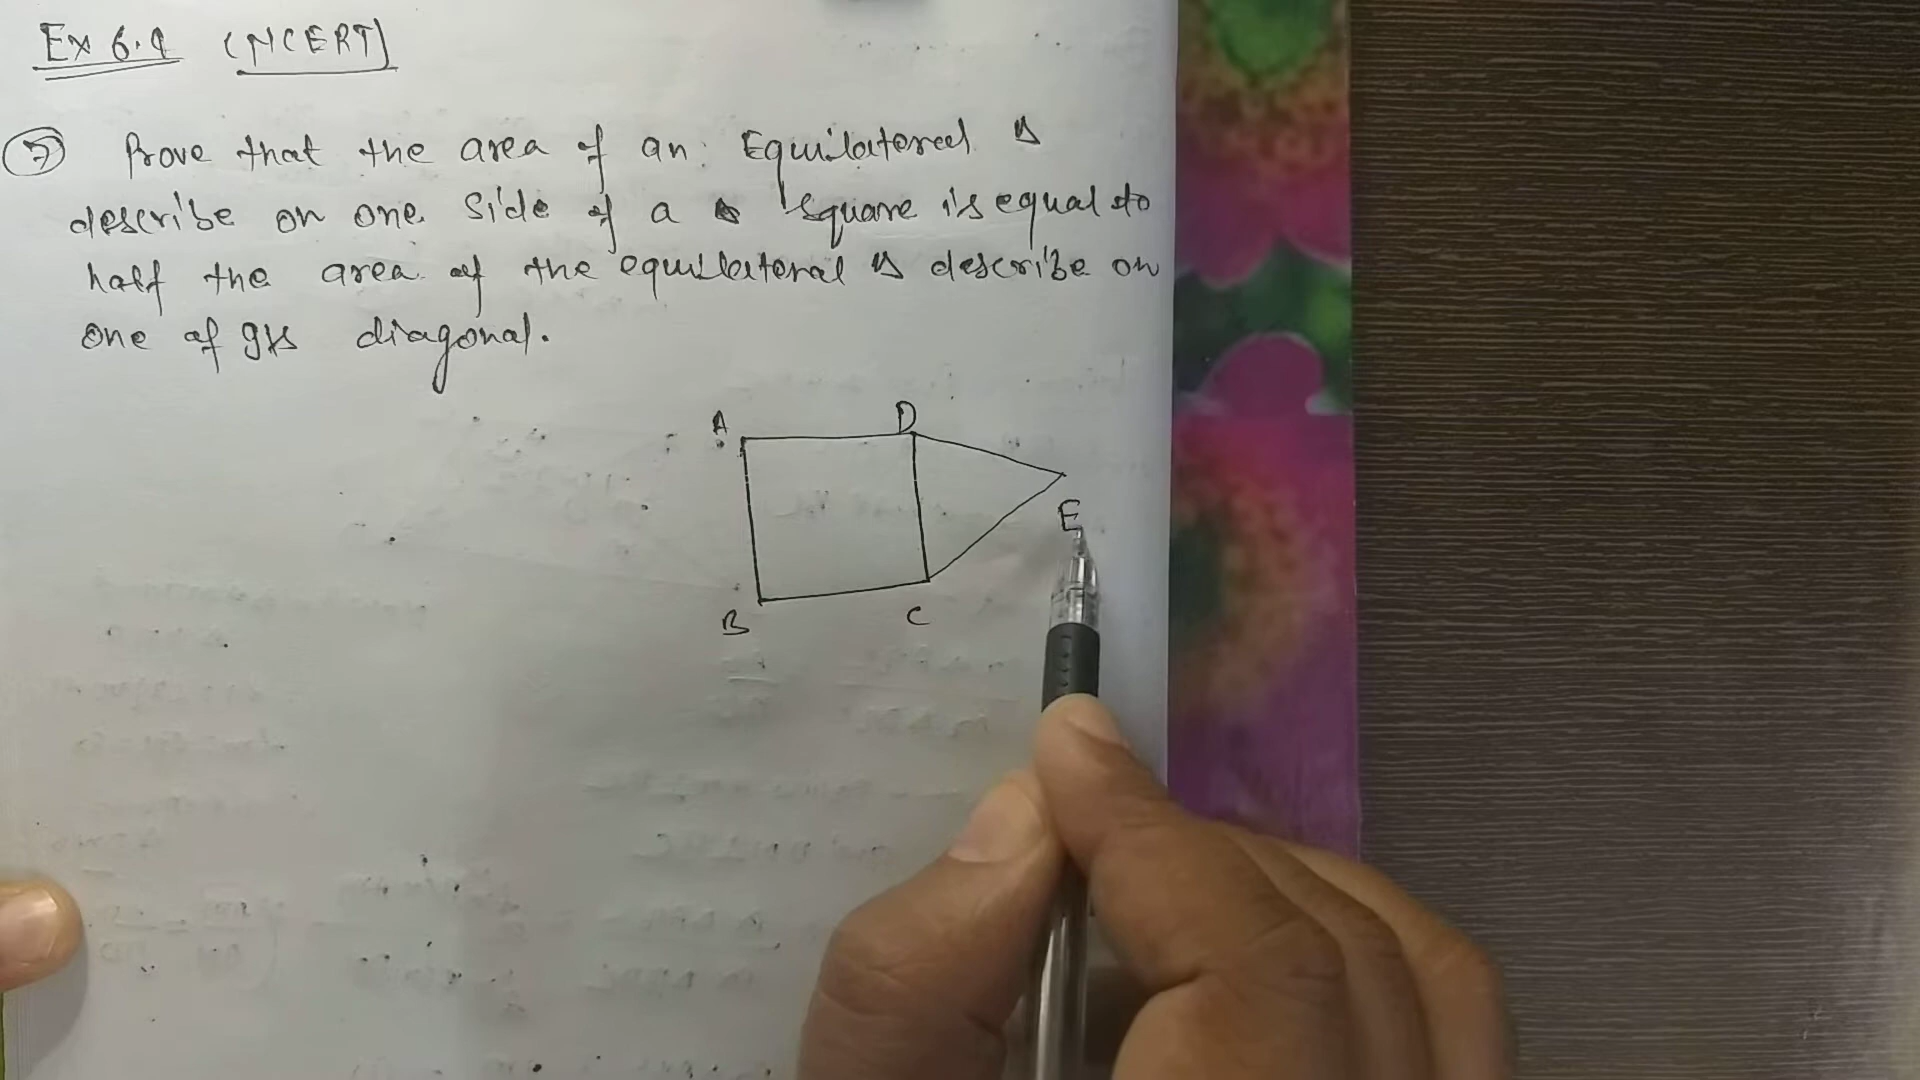 Ex 6.4 (NCERT)
7 Prove that the area of an Equilateral Δ
describe on one side of a square is equal to
half the area of the equilateral Δ describe on
one of its diagonal.
A D
E
B C